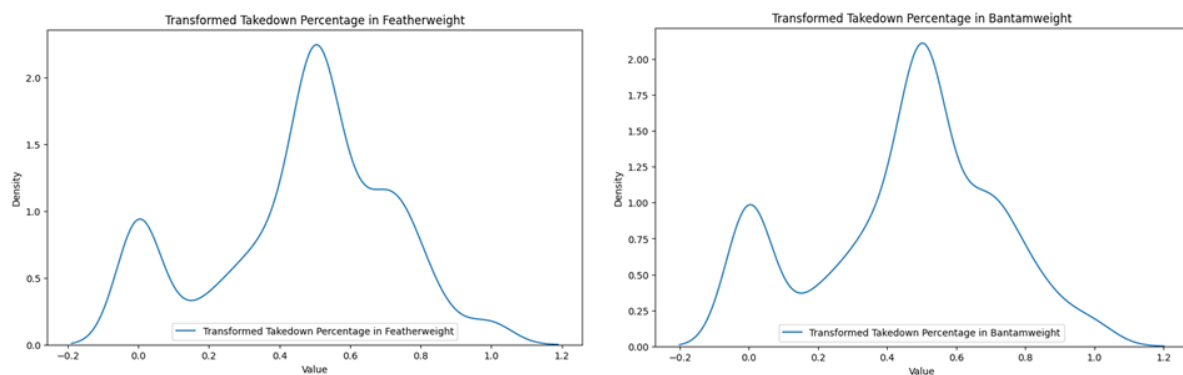 Transformed Takedown Percentage in Featherweight
2.0
1.5
1.0
0.5
0.0
Density
−0.2 0.0 0.2 0.4 0.6 0.8 1.0 1.2
Value
Transformed Takedown Percentage in Featherweight
Transformed Takedown Percentage in Bantamweight
2.00
1.75
1.50
1.25
1.00
0.75
0.50
0.25
0.00
Density
−0.2 0.0 0.2 0.4 0.6 0.8 1.0 1.2
Value
Transformed Takedown Percentage in Bantamweight